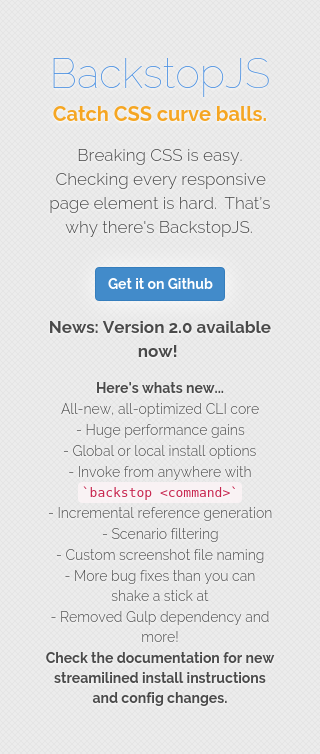 BackstopJS
Catch CSS curve balls.
Breaking CSS is easy.
Checking every responsive
page element is hard. That's
why there's BackstopJS.
Get it on Github
News: Version 2.0 available
now!
Here's whats new...
All-new, all-optimized CLI core
- Huge performance gains
- Global or local install options
- Invoke from anywhere with
`backstop <command>`
- Incremental reference generation
- Scenario filtering
- Custom screenshot file naming
- More bug fixes than you can
shake a stick at
- Removed Gulp dependency and
more!
Check the documentation for new
streamlined install instructions
and config changes.